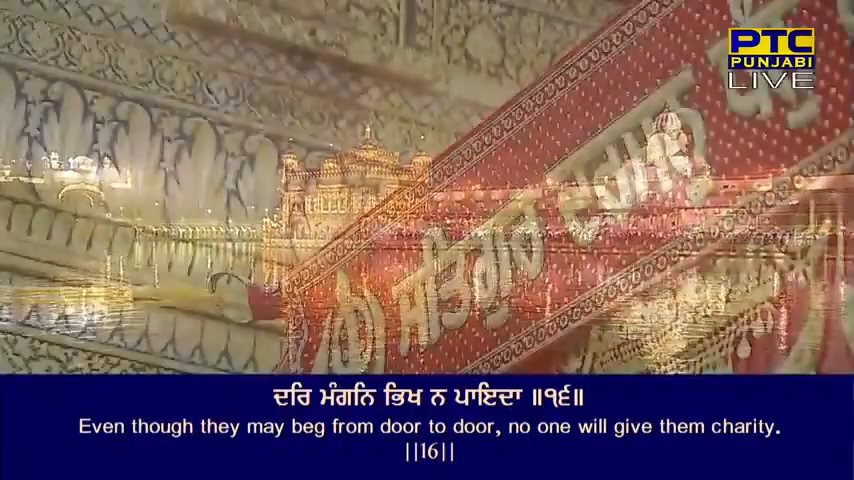 PTC
PUNJABI
LIVE
ਸਤਿਗੁਰ
ਦਰਿ ਮੰਗਨਿ ਭਿਖ ਨ ਪਾਇਦਾ ॥੧੬॥
Even though they may beg from door to door, no one will give them charity.
||16||